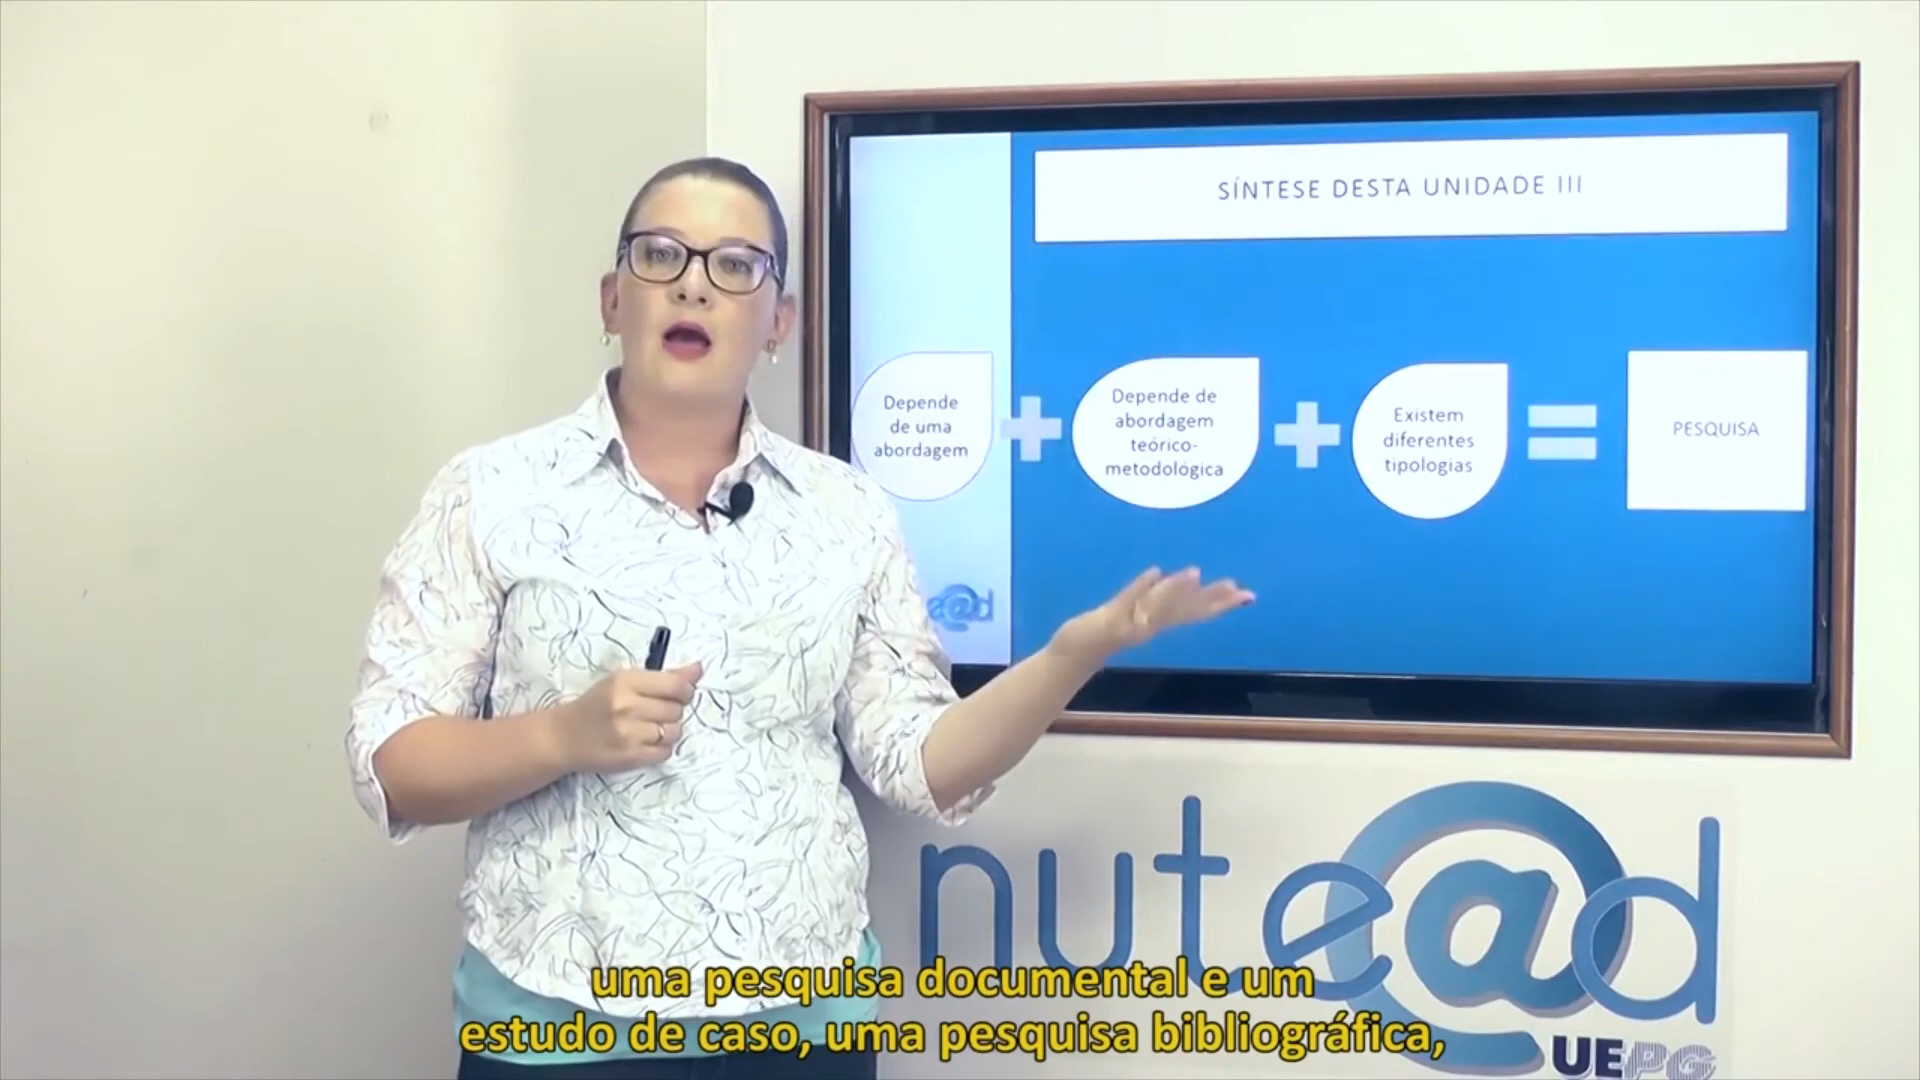 SÍNTESE DESTA UNIDADE III
Depende
de uma
abordagem
Depende de
abordagem
teórico-
metodológica
Existem
diferentes
tipologias
PESQUISA
nute@d
UEPG
uma pesquisa documental e um
estudo de caso, uma pesquisa bibliográfica,